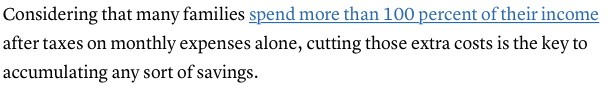 Considering that many families spend more than 100 percent of their income
after taxes on monthly expenses alone, cutting those extra costs is the key to
accumulating any sort of savings.